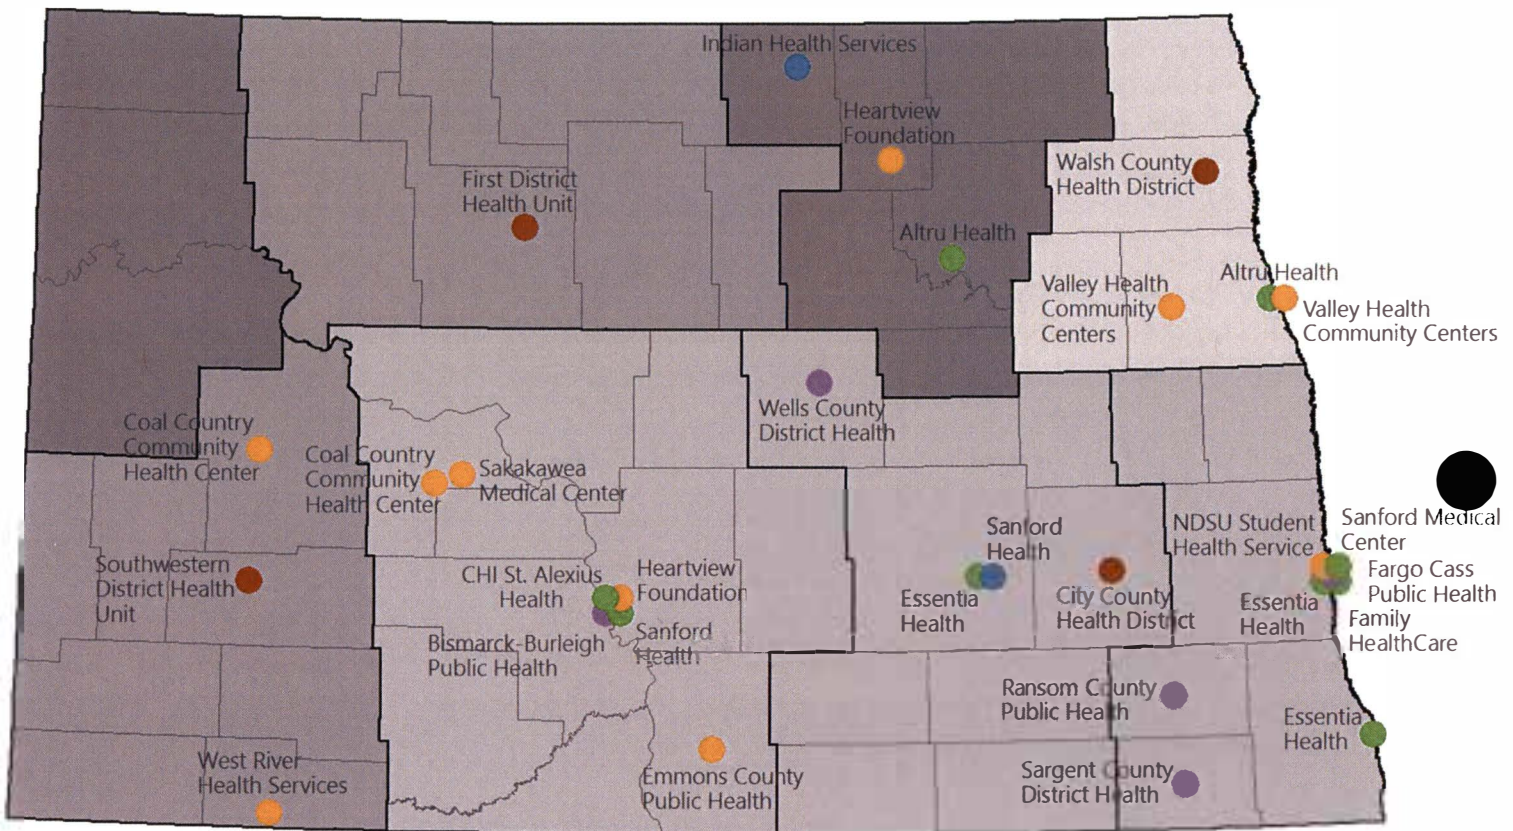 Indian Health Services
Heartview
Foundation
Walsh County
Health District
First District
Health Unit
Altru Health
Valley Health
Community
Centers
Altru Health
Valley Health
Community Centers
Wells County
District Health
Coal Country
Community
Health Center
Coal Country
Community
Health Center
Sakakawea
Medical Center
Sanford
Health
NDSU Student
Health Service
Sanford Medical
Center
Southwestern
District Health
Unit
CHI St. Alexius
Health
Heartview
Foundation
Essentia
Health
City County
Health District
Essentia
Health
Fargo Cass
Public Health
Family
HealthCare
Bismarck-Burleigh
Public Health
Sanford
Health
Ransom County
Public Health
Essentia
Health
West River
Health Services
Emmons County
Public Health
Sargent County
District Health